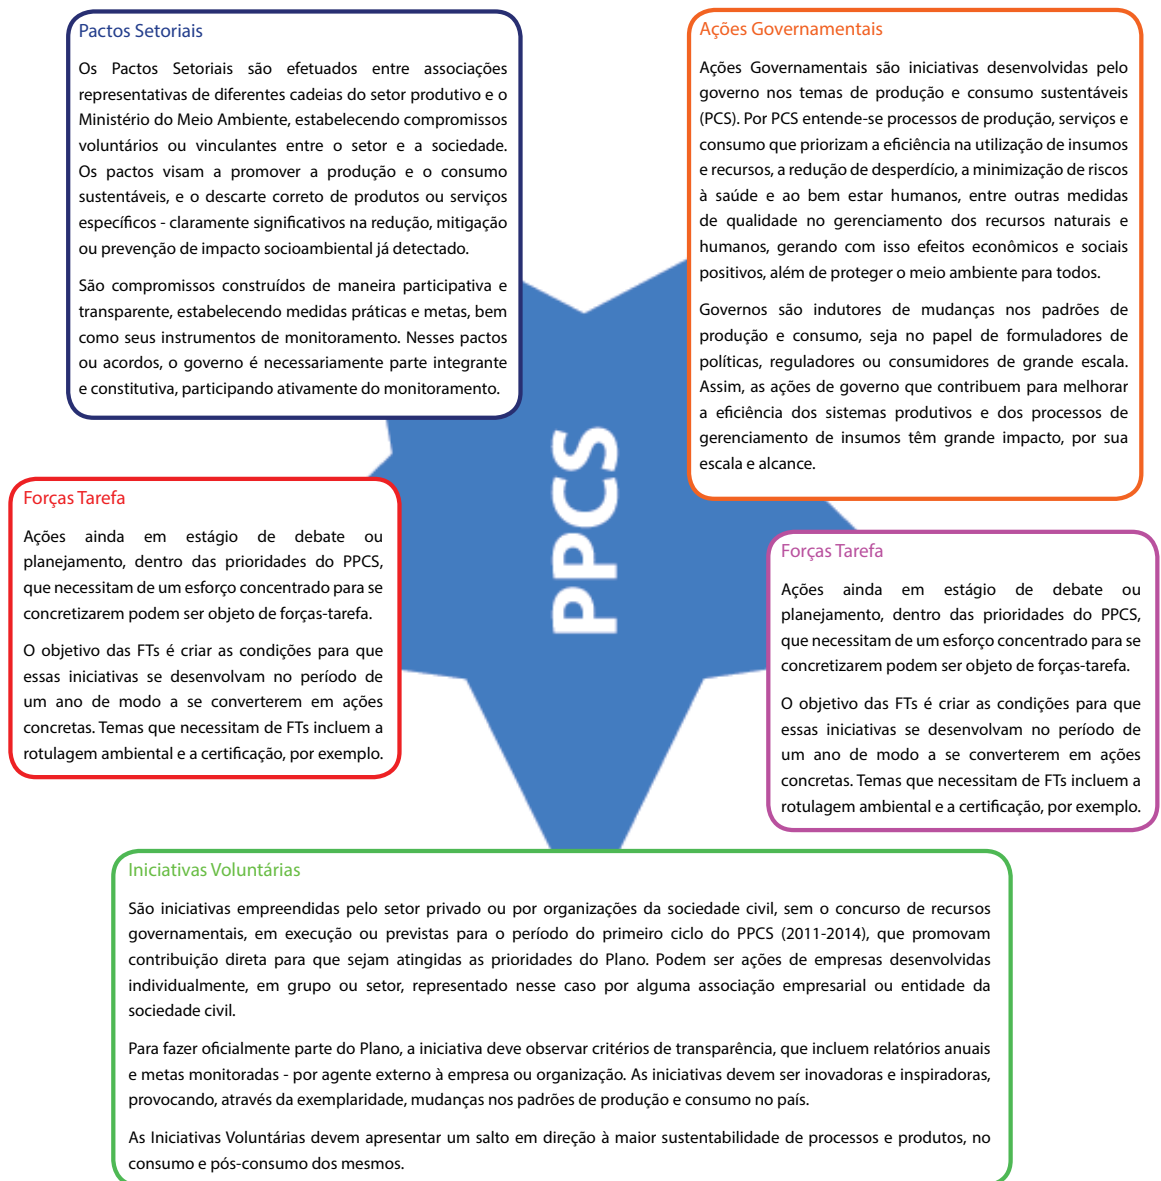 Pactos Setoriais
Os Pactos Setoriais são efetuados entre associações
representativas de diferentes cadeias do setor produtivo e o
Ministério do Meio Ambiente, estabelecendo compromissos
voluntários ou vinculantes entre o setor e a sociedade.
Os pactos visam a promover a produção e o consumo
sustentáveis, e o descarte correto de produtos ou serviços
específicos - claramente significativos na redução, mitigação
ou prevenção de impacto socioambiental já detectado.
São compromissos construídos de maneira participativa e
transparente, estabelecendo medidas práticas e metas, bem
como seus instrumentos de monitoramento. Nesses pactos
ou acordos, o governo é necessariamente parte integrante
e constitutiva, participando ativamente do monitoramento.
Ações Governamentais
Ações Governamentais são iniciativas desenvolvidas pelo
governo nos temas de produção e consumo sustentáveis
(PCS). Por PCS entende-se processos de produção, serviços e
consumo que priorizam a eficiência na utilização de insumos
e recursos, a redução de desperdício, a minimização de riscos
à saúde e ao bem estar humanos, entre outras medidas
de qualidade no gerenciamento dos recursos naturais e
humanos, gerando com isso efeitos econômicos e sociais
positivos, além de proteger o meio ambiente para todos.
Governos são indutores de mudanças nos padrões de
produção e consumo, seja no papel de formuladores de
políticas, reguladores ou consumidores de grande escala.
Assim, as ações de governo que contribuem para melhorar
a eficiência dos sistemas produtivos e dos processos de
gerenciamento de insumos têm grande impacto, por sua
escala e alcance.
PPCS
Forças Tarefa
Ações ainda em estágio de debate ou
planejamento, dentro das prioridades do PPCS,
que necessitam de um esforço concentrado para se
concretizarem podem ser objeto de forças-tarefa.
O objetivo das FTs é criar as condições para que
essas iniciativas se desenvolvam no período de
um ano de modo a se converterem em ações
concretas. Temas que necessitam de FTs incluem a
rotulagem ambiental e a certificação, por exemplo.
Forças Tarefa
Ações ainda em estágio de debate ou
planejamento, dentro das prioridades do PPCS,
que necessitam de um esforço concentrado para se
concretizarem podem ser objeto de forças-tarefa.
O objetivo das FTs é criar as condições para que
essas iniciativas se desenvolvam no período de
um ano de modo a se converterem em ações
concretas. Temas que necessitam de FTs incluem a
rotulagem ambiental e a certificação, por exemplo.
Iniciativas Voluntárias
São iniciativas empreendidas pelo setor privado ou por organizações da sociedade civil, sem o concurso de recursos
governamentais, em execução ou previstas para o período do primeiro ciclo do PPCS (2011-2014), que promovam
contribuição direta para que sejam atingidas as prioridades do Plano. Podem ser ações de empresas desenvolvidas
individualmente, em grupo ou setor, representado nesse caso por alguma associação empresarial ou entidade da
sociedade civil.
Para fazer oficialmente parte do Plano, a iniciativa deve observar critérios de transparência, que incluem relatórios anuais
e metas monitoradas - por agente externo à empresa ou organização. As iniciativas devem ser inovadoras e inspiradoras,
provocando, através da exemplaridade, mudanças nos padrões de produção e consumo no país.
As Iniciativas Voluntárias devem apresentar um salto em direção à maior sustentabilidade de processos e produtos, no
consumo e pós-consumo dos mesmos.